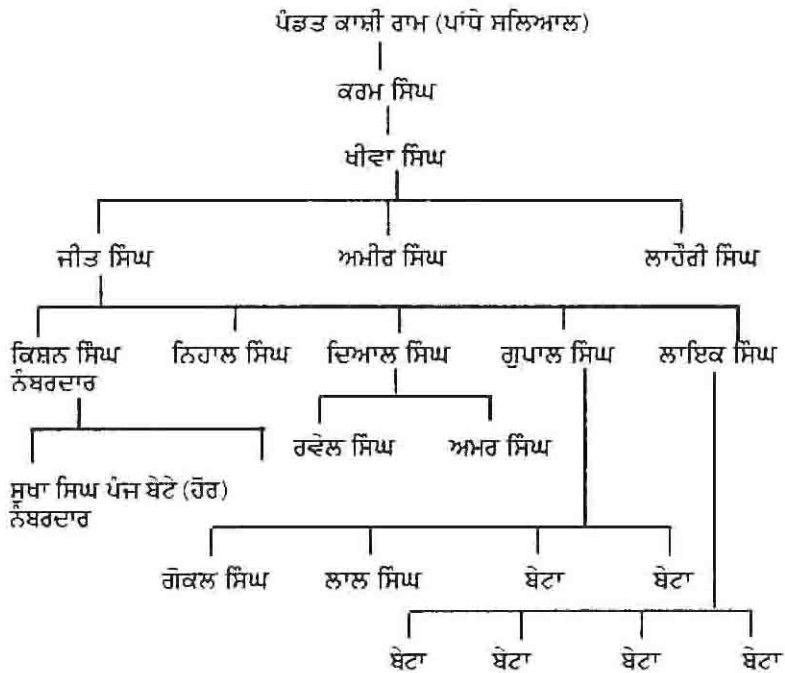 ਪੰਡਤ ਕਾਸ਼ੀ ਰਾਮ (ਪਾਂਧੇ ਸਲਿਆਲ)
ਕਰਮ ਸਿੰਘ
ਖੀਵਾ ਸਿੰਘ
ਜੀਤ ਸਿੰਘ ਅਮੀਰ ਸਿੰਘ ਲਾਹੌਰੀ ਸਿੰਘ
ਕਿਸ਼ਨ ਸਿੰਘ ਨਿਹਾਲ ਸਿੰਘ ਦਿਆਲ ਸਿੰਘ ਗੁਪਾਲ ਸਿੰਘ ਲਾਇਕ ਸਿੰਘ
ਨੰਬਰਦਾਰ
ਰਵੇਲ ਸਿੰਘ ਅਮਰ ਸਿੰਘ
ਸੁਖਾ ਸਿਘ ਪੰਜ ਬੇਟੇ (ਹੋਰ)
ਨੰਬਰਦਾਰ
ਗੋਕਲ ਸਿੰਘ ਲਾਲ ਸਿੰਘ ਬੇਟਾ ਬੇਟਾ
ਬੇਟਾ ਬੇਟਾ ਬੇਟਾ ਬੇਟਾ